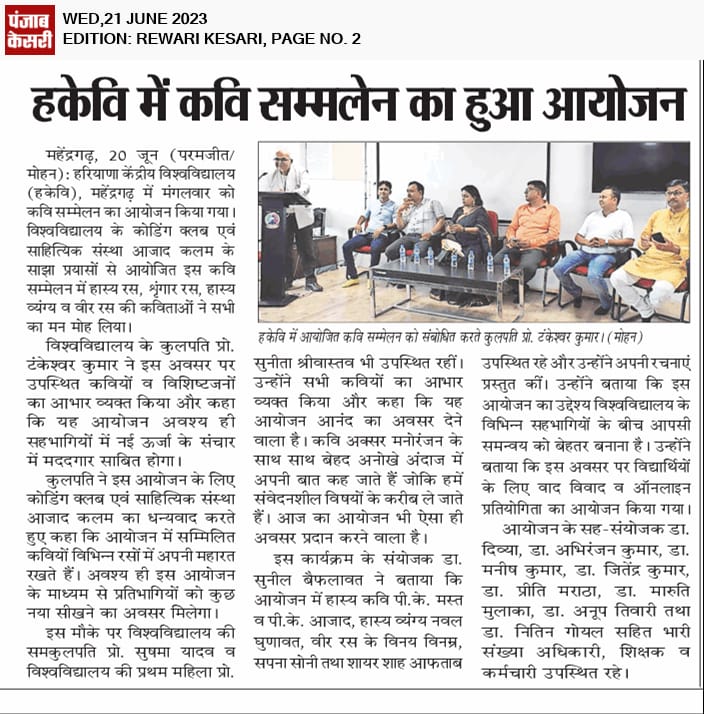 पंजाब
केसरी
WED,21 JUNE 2023
EDITION: REWARI KESARI, PAGE NO. 2
हकेवि में कवि सम्मलेन का हुआ आयोजन
महेंद्रगढ़, 20 जून (परमजीत/
मोहन): हरियाणा केंद्रीय विश्वविद्यालय
(हकेवि), महेंद्रगढ़ में मंगलवार को
कवि सम्मेलन का आयोजन किया गया।
विश्वविद्यालय के कोडिंग क्लब एवं
साहित्यिक संस्था आजाद कलम के
साझा प्रयासों से आयोजित इस कवि
सम्मेलन में हास्य रस, शृंगार रस, हास्य
व्यंग्य व वीर रस की कविताओं ने सभी
का मन मोह लिया।
विश्वविद्यालय के कुलपति प्रो.
टंकेश्वर कुमार ने इस अवसर पर
उपस्थित कवियों व विशिष्टजनों
का आभार व्यक्त किया और कहा
कि यह आयोजन अवश्य ही
सहभागियों में नई ऊर्जा के संचार
में मददगार साबित होगा।
कुलपति ने इस आयोजन के लिए
कोडिंग क्लब एवं साहित्यिक संस्था
आजाद कलम का धन्यवाद करते
हुए कहा कि आयोजन में सम्मिलित
कवियों विभिन्न रसों में अपनी महारत
रखते हैं। अवश्य ही इस आयोजन
के माध्यम से प्रतिभागियों को कुछ
नया सीखने का अवसर मिलेगा।
इस मौके पर विश्वविद्यालय की
समकुलपति प्रो. सुषमा यादव व
विश्वविद्यालय की प्रथम महिला प्रो.
हकेवि में आयोजित कवि सम्मेलन को संबोधित करते कुलपति प्रो. टंकेश्वर कुमार। (मोहन)
सुनीता श्रीवास्तव भी उपस्थित रहीं।
उन्होंने सभी कवियों का आभार
व्यक्त किया और कहा कि यह
आयोजन आनंद का अवसर देने
वाला है। कवि अक्सर मनोरंजन के
साथ साथ बेहद अनोखे अंदाज में
अपनी बात कह जाते हैं जोकि हमें
संवेदनशील विषयों के करीब ले जाते
हैं। आज का आयोजन भी ऐसा ही
अवसर प्रदान करने वाला है।
इस कार्यक्रम के संयोजक डा.
सुनील बैफलावत ने बताया कि
आयोजन में हास्य कवि पी.के. मस्त
व पी.के. आजाद, हास्य व्यंग्य नवल
घुणावत, वीर रस के विनय विनम्र,
सपना सोनी तथा शायर शाह आफताब
उपस्थित रहे और उन्होंने अपनी रचनाएं
प्रस्तुत कीं। उन्होंने बताया कि इस
आयोजन का उद्देश्य विश्वविद्यालय के
विभिन्न सहभागियों के बीच आपसी
समन्वय को बेहतर बनाना है। उन्होंने
बताया कि इस अवसर पर विद्यार्थियों
के लिए वाद विवाद व ऑनलाइन
प्रतियोगिता का आयोजन किया गया।
आयोजन के सह-संयोजक डा.
दिव्या, डा. अभिरंजन कुमार, डा.
मनीष कुमार, डा. जितेंद्र कुमार,
डा. प्रीति मराठा, डा. मारुति
मुलाका, डा. अनूप तिवारी तथा
डा. नितिन गोयल सहित भारी
संख्या अधिकारी, शिक्षक व
कर्मचारी उपस्थित रहे।